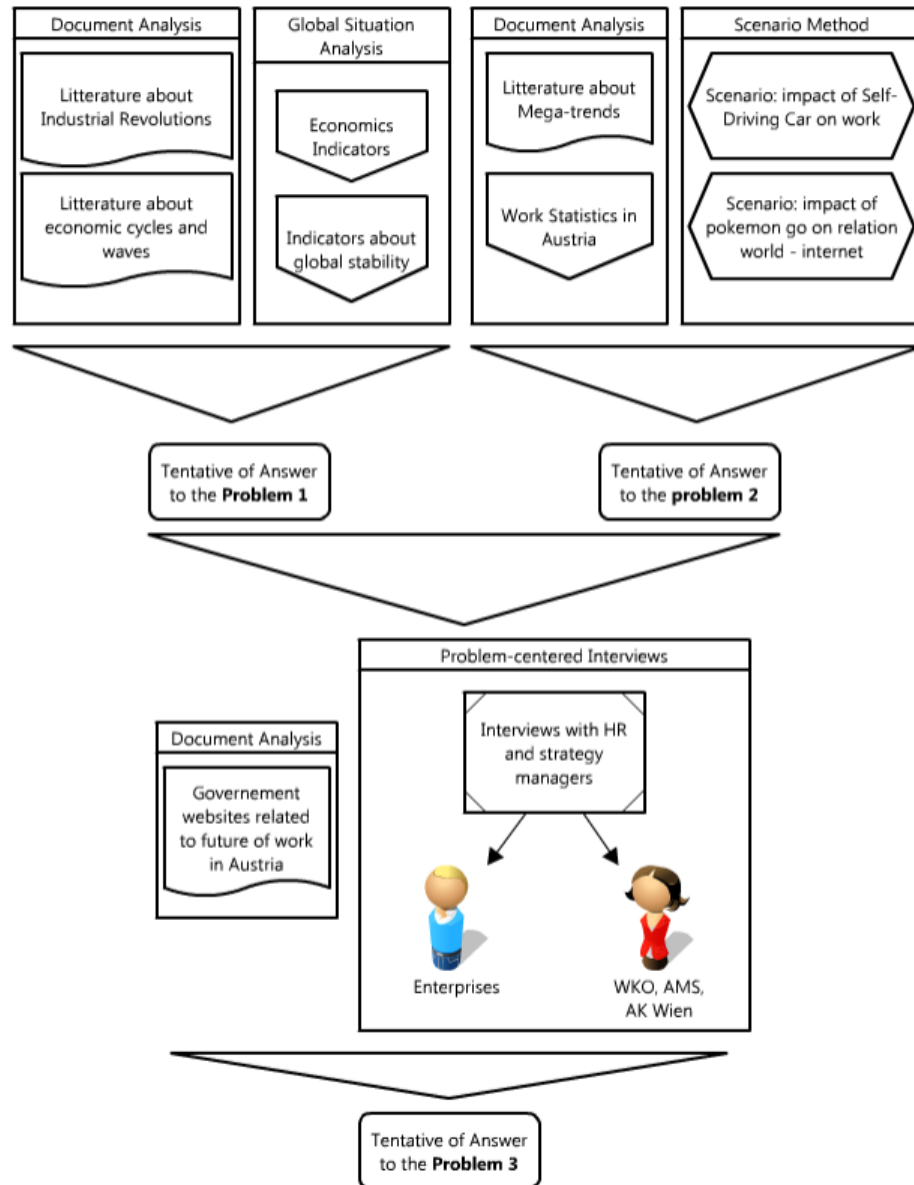 Document Analysis
Litterature about
Industrial Revolutions
Litterature about
economic cycles and
waves
Global Situation
Analysis
Economics
Indicators
Indicators about
global stability
Document Analysis
Litterature about
Mega-trends
Work Statistics in
Austria
Scenario Method
Scenario: impact of Self-
Driving Car on work
Scenario: impact of
pokemon go on relation
world - internet
Tentative of Answer
to the Problem 1
Tentative of Answer
to the problem 2
Document Analysis
Governement
websites related
to future of work
in Austria
Problem-centered Interviews
Interviews with HR
and strategy
managers
Enterprises
WKO, AMS,
AK Wien
Tentative of Answer
to the Problem 3